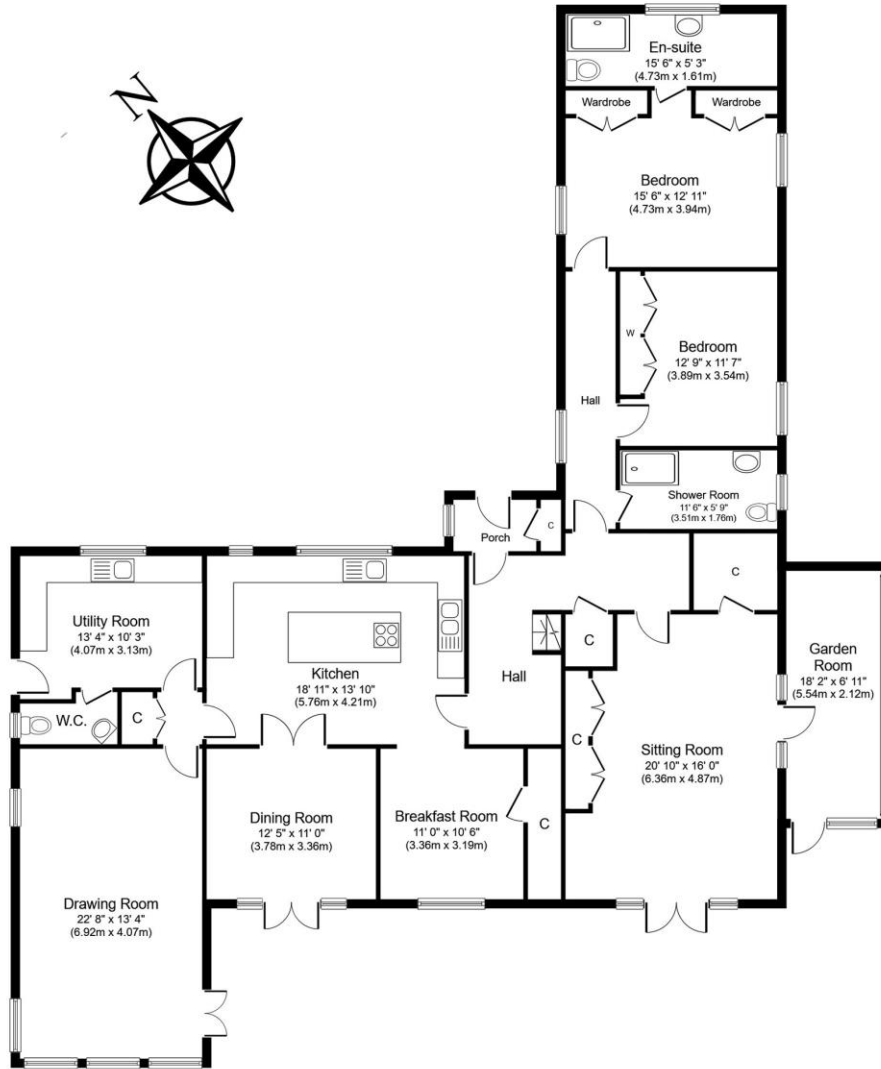 N
En-suite
15' 6" x 5' 3"
(4.73m x 1.61m)
Wardrobe
Wardrobe
Bedroom
15' 6" x 12' 11"
(4.73m x 3.94m)
W
Bedroom
12' 9" x 11' 7"
(3.89m x 3.54m)
Hall
Shower Room
11' 6" x 5' 9"
(3.51m x 1.76m)
Porch
C
C
Utility Room
13' 4" x 10' 3"
(4.07m x 3.13m)
Kitchen
18' 11" x 13' 10"
(5.76m x 4.21m)
Hall
C
Garden
Room
18' 2" x 6' 11"
(5.54m x 2.12m)
W.C.
C
C
Sitting Room
20' 10" x 16' 0"
(6.36m x 4.87m)
Dining Room
12' 5" x 11' 0"
(3.78m x 3.36m)
Breakfast Room
11' 0" x 10' 6"
(3.36m x 3.19m)
C
Drawing Room
22' 8" x 13' 4"
(6.92m x 4.07m)